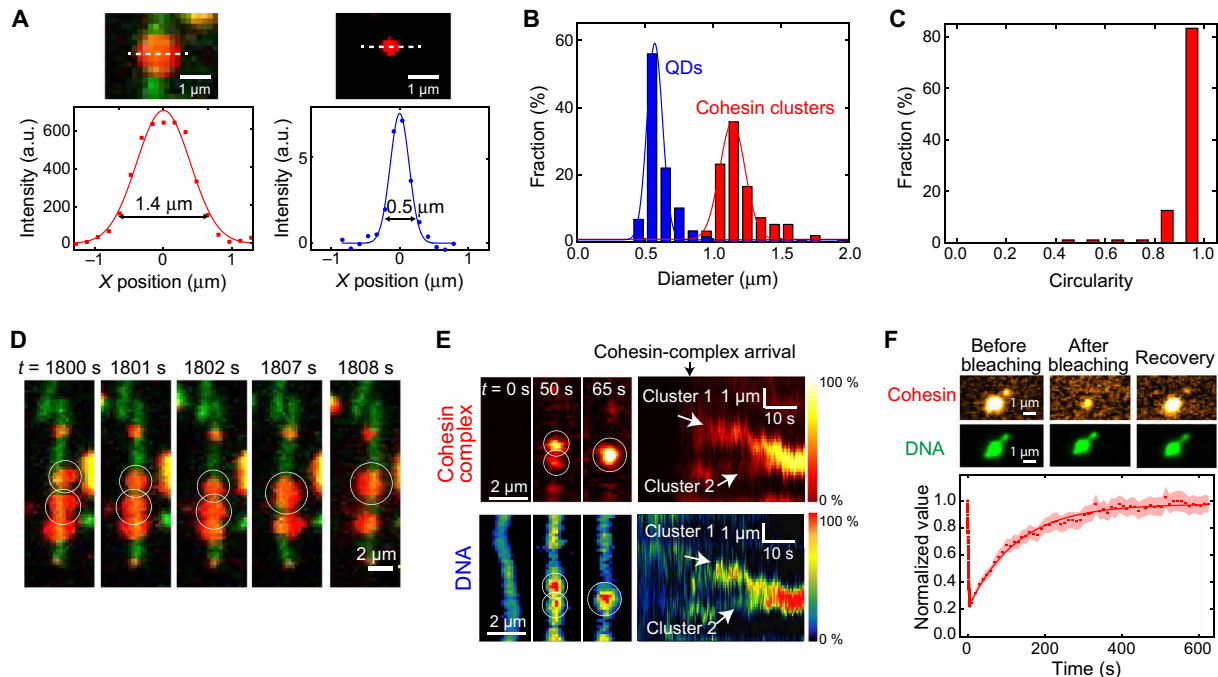 A
1 μm
1 μm
Intensity (a.u.)
600
400
200
0
1.4 μm
−1 0 1
X position (μm)
Intensity (a.u.)
5
0
0.5 μm
−1 0 1
X position (μm)
B
Fraction (%)
60
40
20
0
QDs
Cohesin clusters
0.0 0.5 1.0 1.5 2.0
Diameter (μm)
C
Fraction (%)
80
60
40
20
0
0.0 0.2 0.4 0.6 0.8 1.0
Circularity
D
t = 1800 s 1801 s 1802 s 1807 s 1808 s
2 μm
E
Cohesin-complex arrival
Cohesin
complex
t = 0 s 50 s 65 s
2 μm
Cluster 1 1 μm
10 s
Cluster 2
100 %
0 %
DNA
2 μm
Cluster 1 1 μm
10 s
Cluster 2
100 %
0 %
F
Before
bleaching
After
bleaching
Recovery
Cohesin
1 μm
1 μm
DNA
1 μm
Normalized value
1.0
0.8
0.6
0.4
0.2
0.0
0 200 400 600
Time (s)